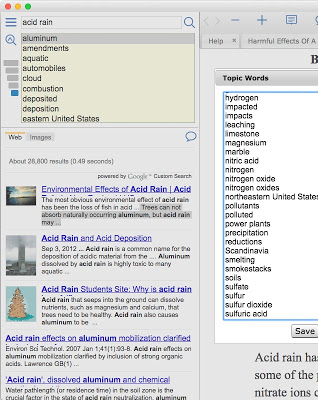 acid rain
aluminum
amendments
aquatic
automobiles
cloud
combustion
deposited
deposition
eastern United States
Web
Images
About 28,800 results (0.49 seconds)
powered by Google™ Custom Search
Environmental Effects of Acid Rain | Acid
The most obvious environmental effect of acid rain
has been the loss of fish in acid ... Trees can not
absorb naturally occurring aluminum, but acid rain
may ...
Acid Rain and Acid Deposition
Sep 3, 2012 ... Acid rain is a common name for the
deposition of acidic material from the ... Aluminum
dissolved by acid rain is highly toxic to many
aquatic ...
Acid Rain Students Site: Why is acid rain
Acid rain that seeps into the ground can dissolve
nutrients, such as magnesium and calcium, that
trees need to be healthy. Acid rain also causes
aluminum to be ...
Acid rain effects on aluminum mobilization clarified
Environ Sci Technol. 2007 Jan 1;41(1):93-8. Acid rain effects on
aluminum mobilization clarified by inclusion of strong organic
acids. Lawrence GB(1) ...
'Acid rain', dissolved aluminum and chemical
Water pathlength (or residence time) in the soil zone is the
crucial factor in the state of acid rain neutralization. aluminum
Help
Harmful Effects Of A
B
Topic Words
hydrogen
impacted
impacts
leaching
limestone
magnesium
marble
nitric acid
nitrogen
nitrogen oxide
nitrogen oxides
northeastern United States
pollutants
polluted
power plants
precipitation
reductions
Scandinavia
smelting
smokestacks
soils
sulfate
sulfur
sulfur dioxide
sulfuric acid
Save
Acid rain has
some of the p
nitrate ions c